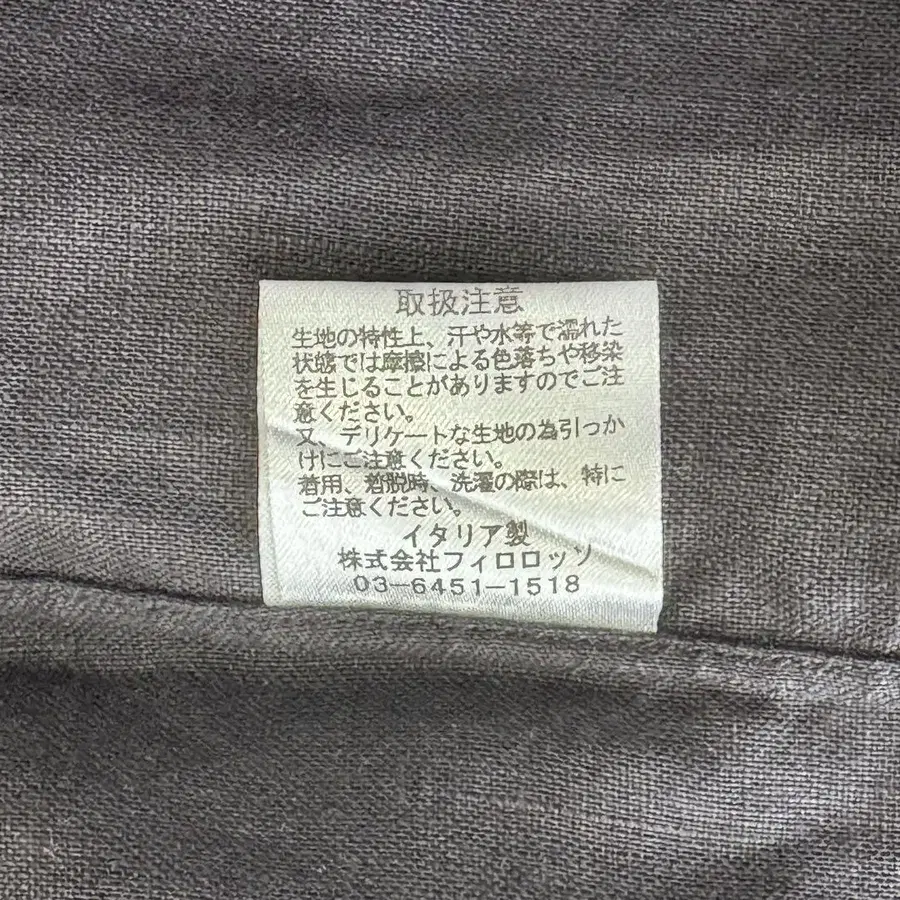 取扱注意
生地の特性上、汗や水等で濡れた
状態では摩擦による色落ちや移染
を生じることがありますのでご注
意ください。
又、デリケートな生地の為引っか
けにご注意ください。
着用、着脱時、洗濯の際は、特に
ご注意ください。
イタリア製
株式会社フィロロッソ
03-6451-1518